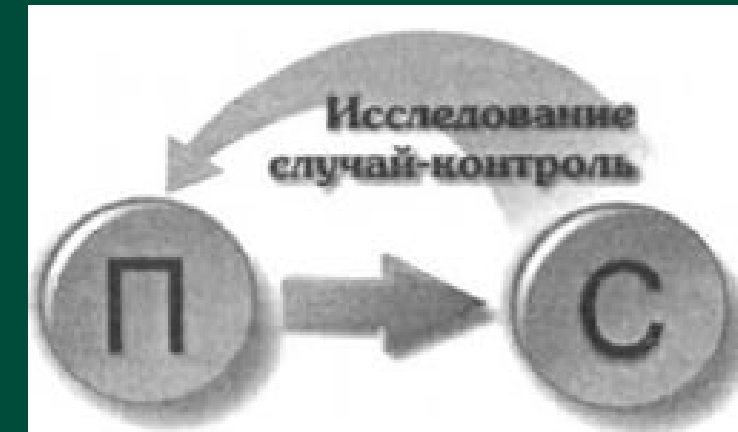 Исследование
случай-контроль
П
С